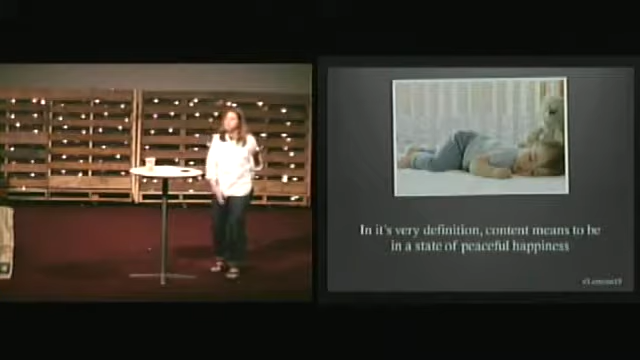 In it's very definition, content means to be
in a state of peaceful happiness